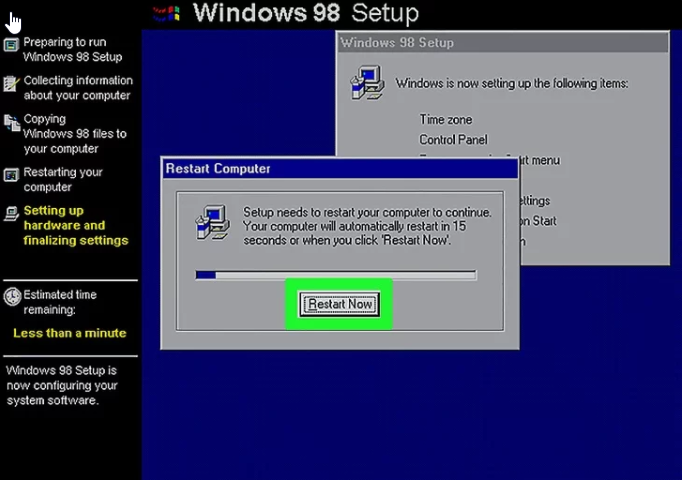 Windows 98 Setup
Preparing to run
Windows 98 Setup
Collecting information
about your computer
Copying
Windows 98 files to
your computer
Restarting your
computer
Setting up
hardware and
finalizing settings
Estimated time
remaining:
Less than a minute
Windows 98 Setup is
now configuring your
system software.
Windows 98 Setup
Windows is now setting up the following items:
Time zone
Control Panel
menu
Restart Computer
Setup needs to restart your computer to continue.
Your computer will automatically restart in 15
seconds or when you click 'Restart Now'.
Restart Now
ettings
on Start